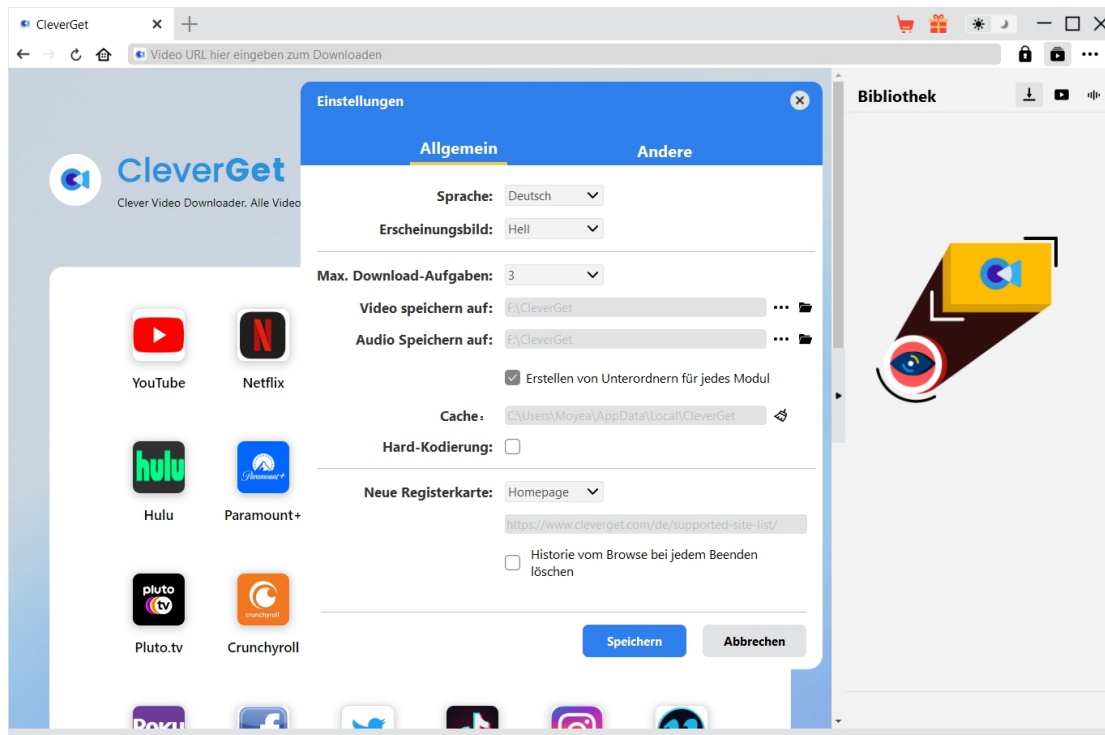 CleverGet
Video URL hier eingeben zum Downloaden
Bibliothek
Einstellungen
Allgemein
Andere
CleverGet
Clever Video Downloader, Alle Video
Sprache: Deutsch
Erscheinungsbild: Hell
Max. Download-Aufgaben: 3
Video speichern auf: F:\CleverGet
Audio Speichern auf: F:\CleverGet
Erstellen von Unterordnern für jedes Modul
Cache: C:\Users\Moyea\AppData\Local\CleverGet
Hard-Kodierung:
Neue Registerkarte: Homepage
https://www.cleverget.com/de/supported-site-list/
Historie vom Browse bei jedem Beenden
löschen
Speichern
Abbrechen
YouTube
Netflix
hulu
Paramount+
Hulu
Paramount+
pluto
tv
crunchyroll
Pluto.tv
Crunchyroll
Roku